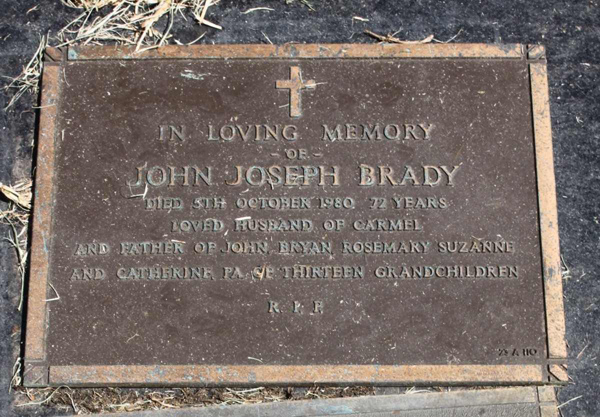 IN LOVING MEMORY
- OF -
JOHN JOSEPH BRADY
DIED 5TH OCTOBER 1980 72 YEARS
LOVED HUSBAND OF CARMEL
AND FATHER OF JOHN BRYAN ROSEMARY SUZANNE
AND CATHERINE PA OF THIRTEEN GRANDCHILDREN
R. I. P.